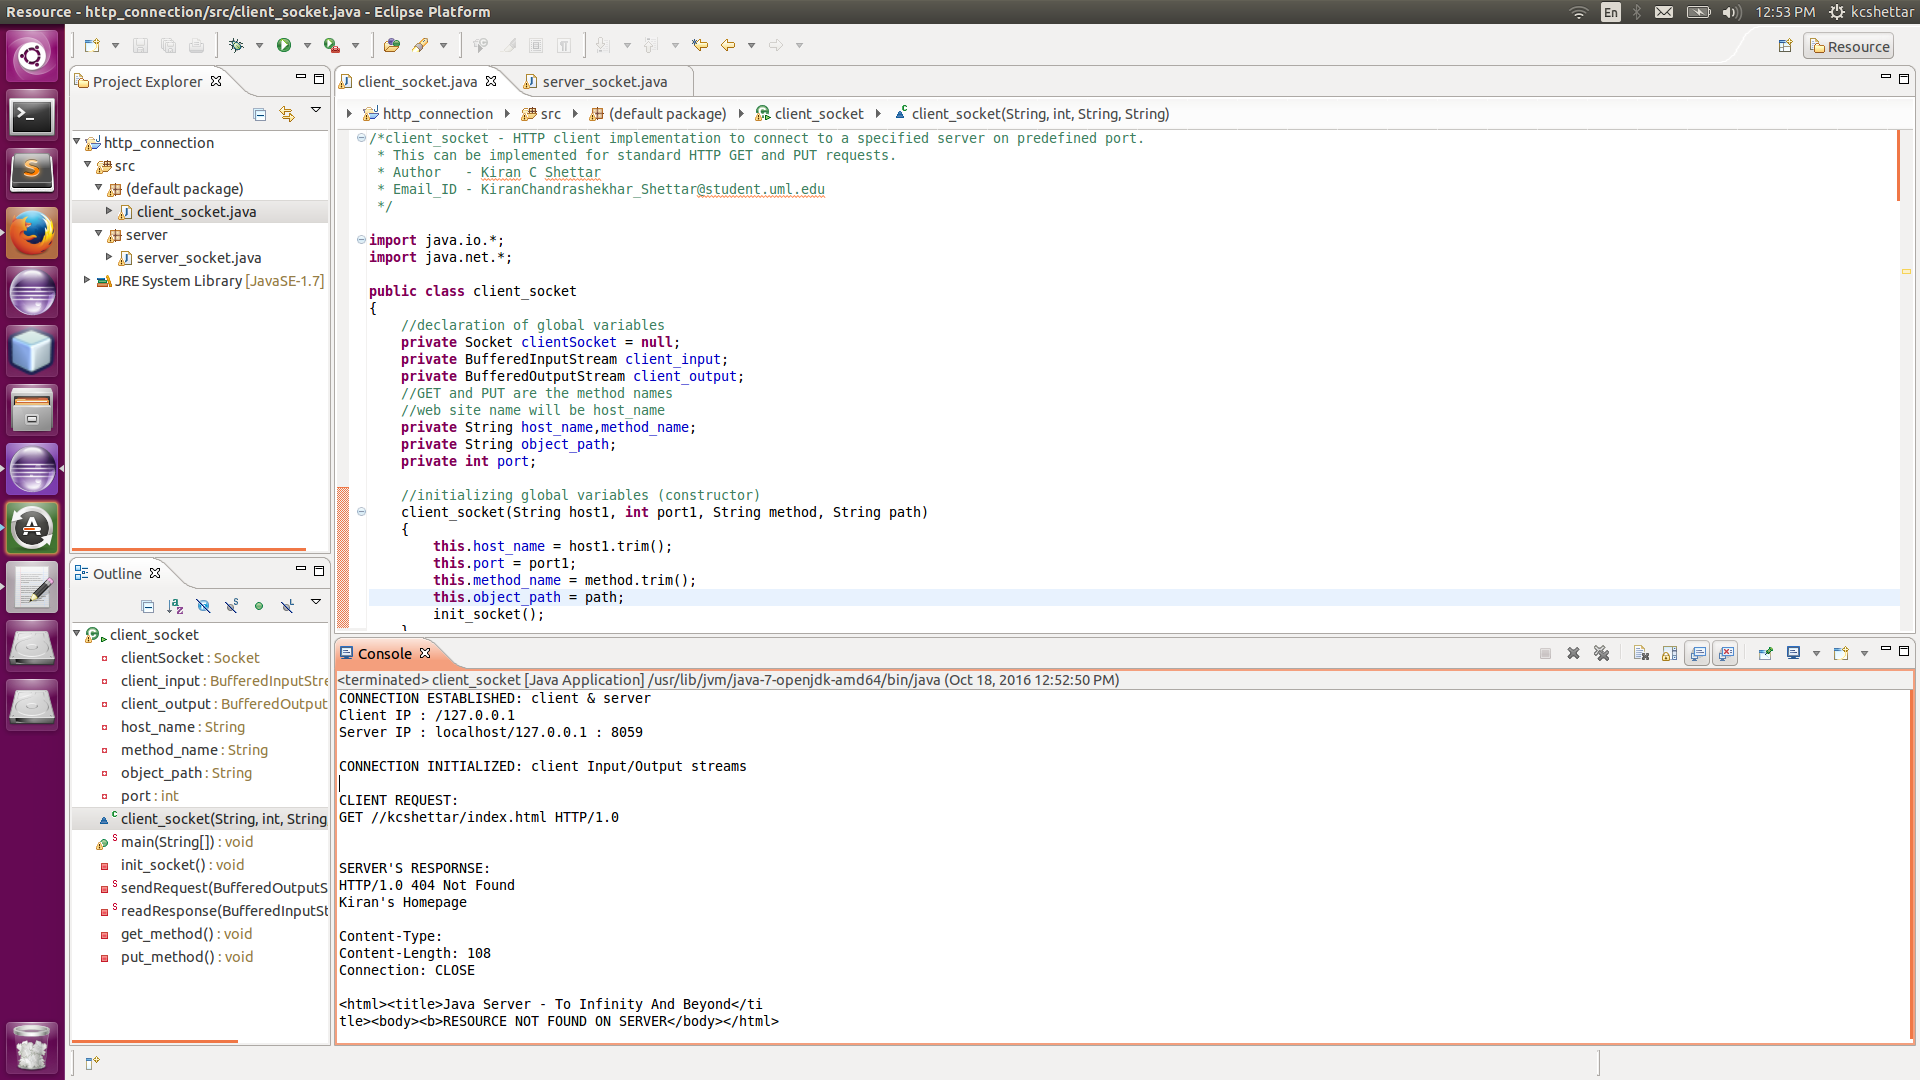 Resource - http_connection/src/client_socket.java - Eclipse Platform
En
12:53 PM
kcshettar
Resource
Project Explorer
http_connection
src
(default package)
client_socket.java
server
server_socket.java
JRE System Library [JavaSE-1.7]
Outline
client_socket
clientSocket : Socket
client_input : BufferedInputStre
client_output : BufferedOutput
host_name : String
method_name : String
object_path : String
port : int
client_socket(String, int, String
main(String[]) : void
init_socket() : void
sendRequest(BufferedOutputS
readResponse(BufferedInputSt
get_method() : void
put_method() : void
client_socket.java
server_socket.java
http_connection
src
(default package)
client_socket
client_socket(String, int, String, String)
/*client_socket - HTTP client implementation to connect to a specified server on predefined port.
 * This can be implemented for standard HTTP GET and PUT requests.
 * Author   - Kiran C Shettar
 * Email_ID - KiranChandrashekhar_Shettar@student.uml.edu
 */
import java.io.*;
import java.net.*;
public class client_socket
{
//declaration of global variables
private Socket clientSocket = null;
private BufferedInputStream client_input;
private BufferedOutputStream client_output;
//GET and PUT are the method names
//web site name will be host_name
private String host_name,method_name;
private String object_path;
private int port;
//initializing global variables (constructor)
client_socket(String host1, int port1, String method, String path)
{
this.host_name = host1.trim();
this.port = port1;
this.method_name = method.trim();
this.object_path = path;
init_socket();
}
Console
<terminated> client_socket [Java Application] /usr/lib/jvm/java-7-openjdk-amd64/bin/java (Oct 18, 2016 12:52:50 PM)
CONNECTION ESTABLISHED: client & server
Client IP : /127.0.0.1
Server IP : localhost/127.0.0.1 : 8059
CONNECTION INITIALIZED: client Input/Output streams
CLIENT REQUEST:
GET //kcshettar/index.html HTTP/1.0
SERVER'S RESPORNSE:
HTTP/1.0 404 Not Found
Kiran's Homepage
Content-Type:
Content-Length: 108
Connection: CLOSE
<html><title>Java Server - To Infinity And Beyond</ti
tle><body><b>RESOURCE NOT FOUND ON SERVER</body></html>